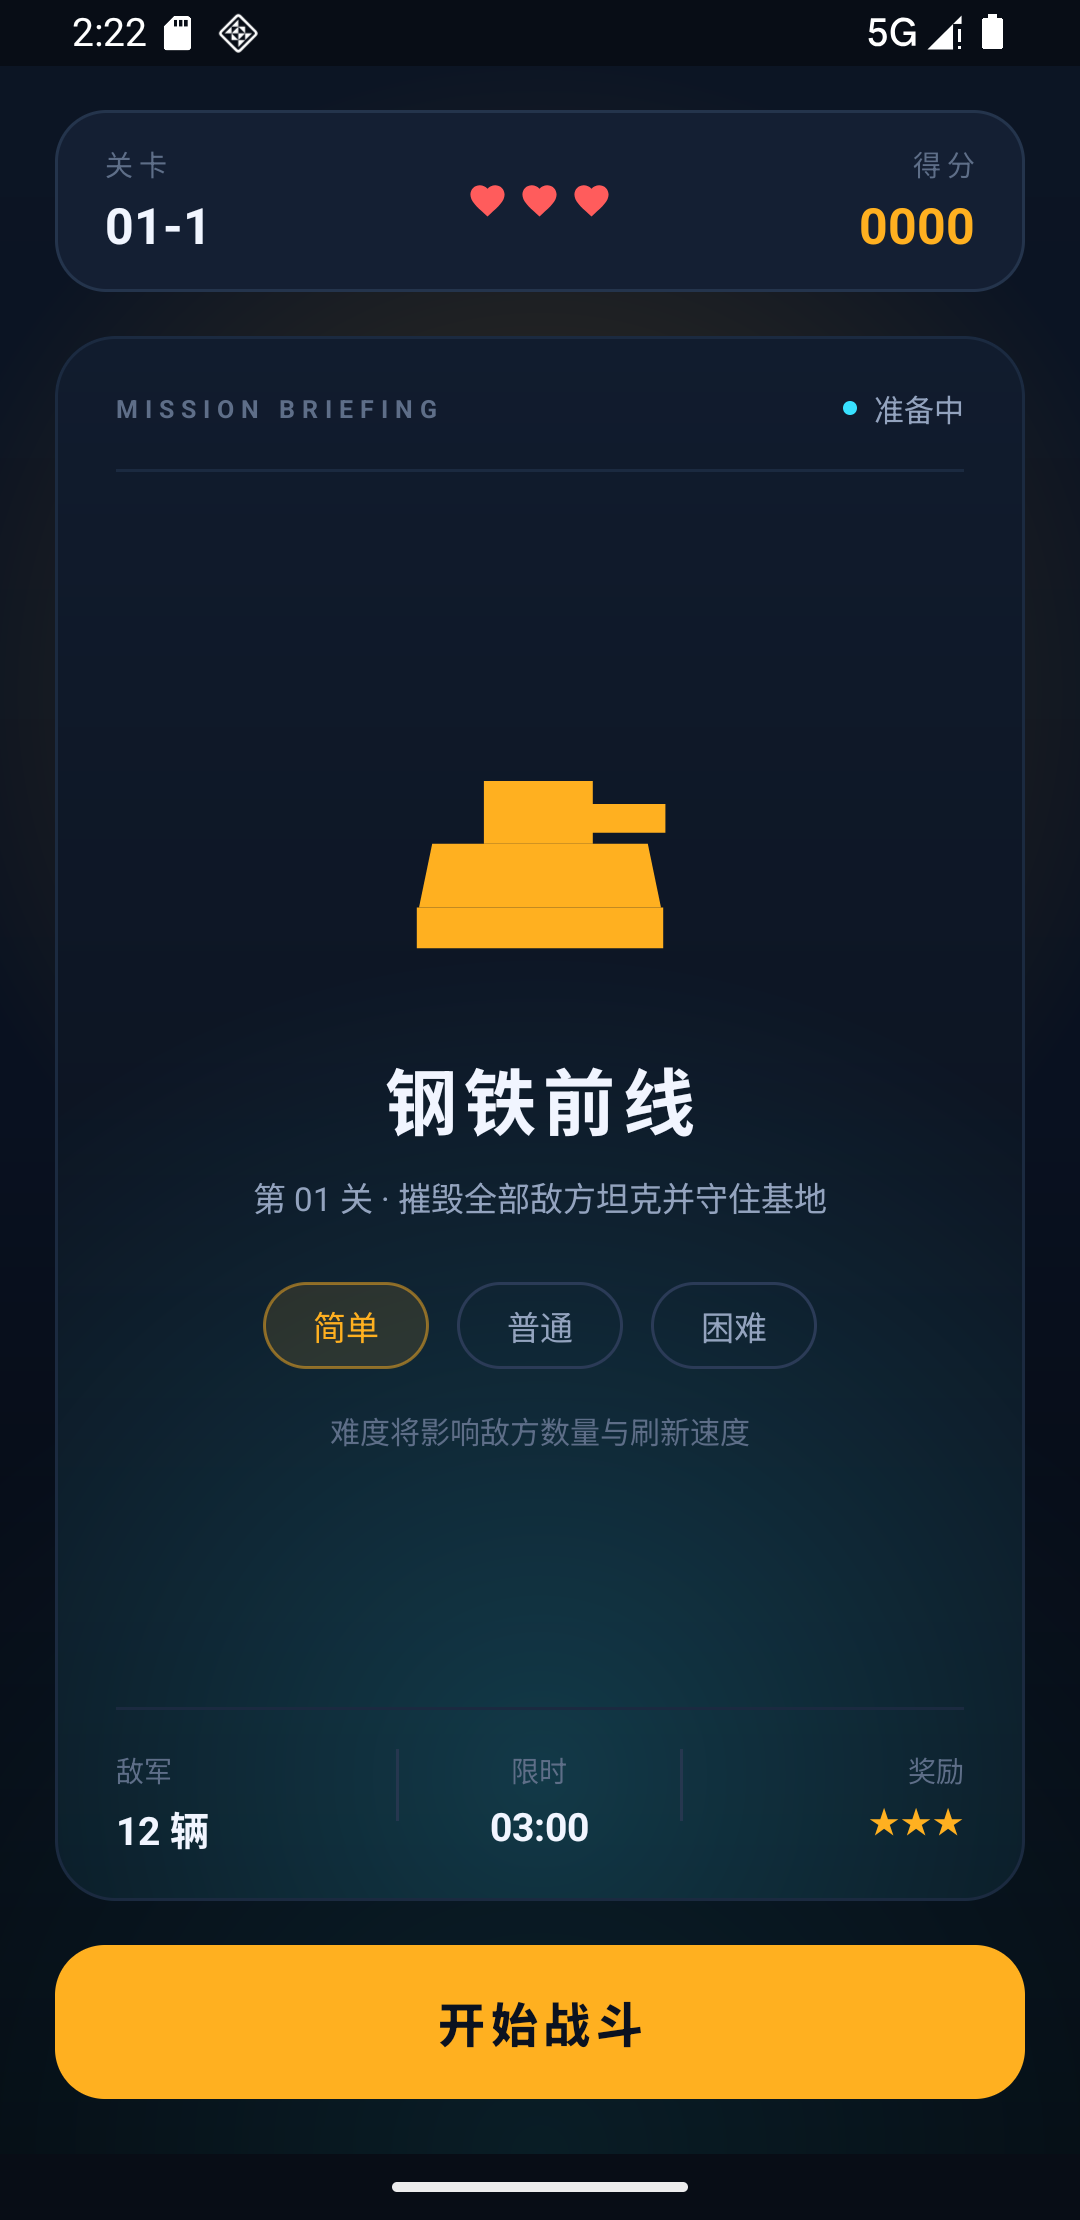 2:22
5G
关卡
得分
01-1
0000
MISSION BRIEFING
准备中
钢铁前线
第 01 关 · 摧毁全部敌方坦克并守住基地
简单
普通
困难
难度将影响敌方数量与刷新速度
敌军
限时
奖励
12 辆
03:00
★★★
开始战斗